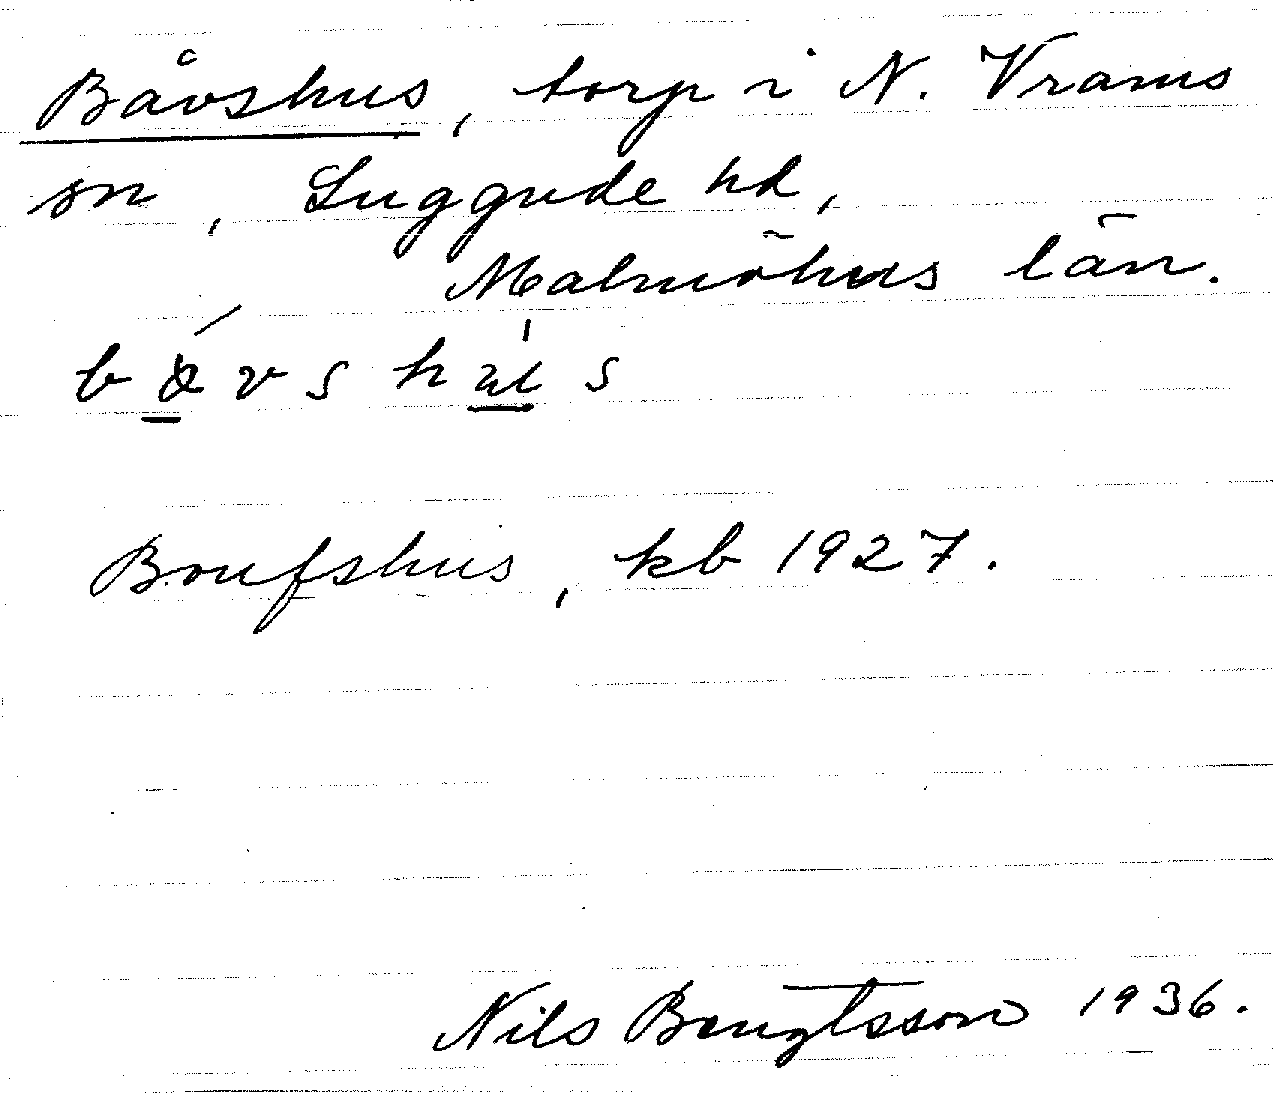 Båvshus, torp i N. Vrams
sn, Luggude hd,
Malmöhus län.
Boufshus, kb 1927.
Nils Bengtsson 1936.